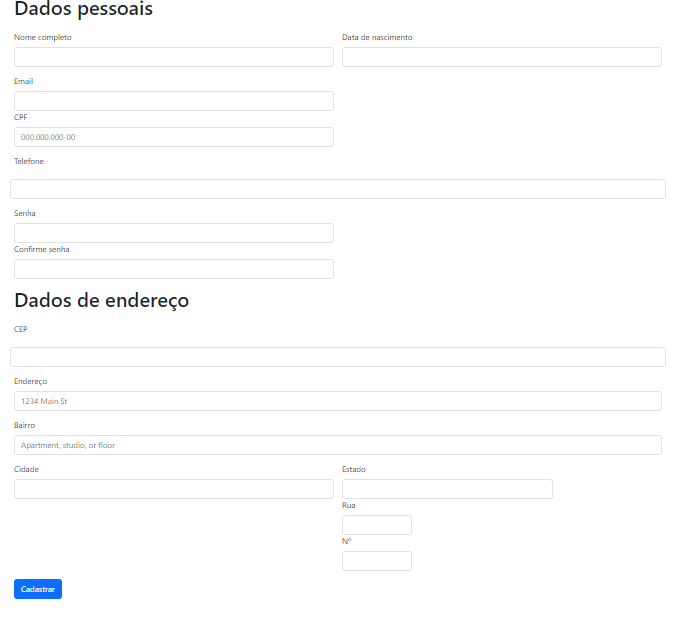 Dados pessoais
Nome completo Data de nascimento
Email
CPF
000.000.000-00
Telefone
Senha
Confirme senha
Dados de endereço
CEP
Endereço
1234 Main St
Bairro
Apartment, studio, or floor
Cidade Estado
Rua
Nº
Cadastrar